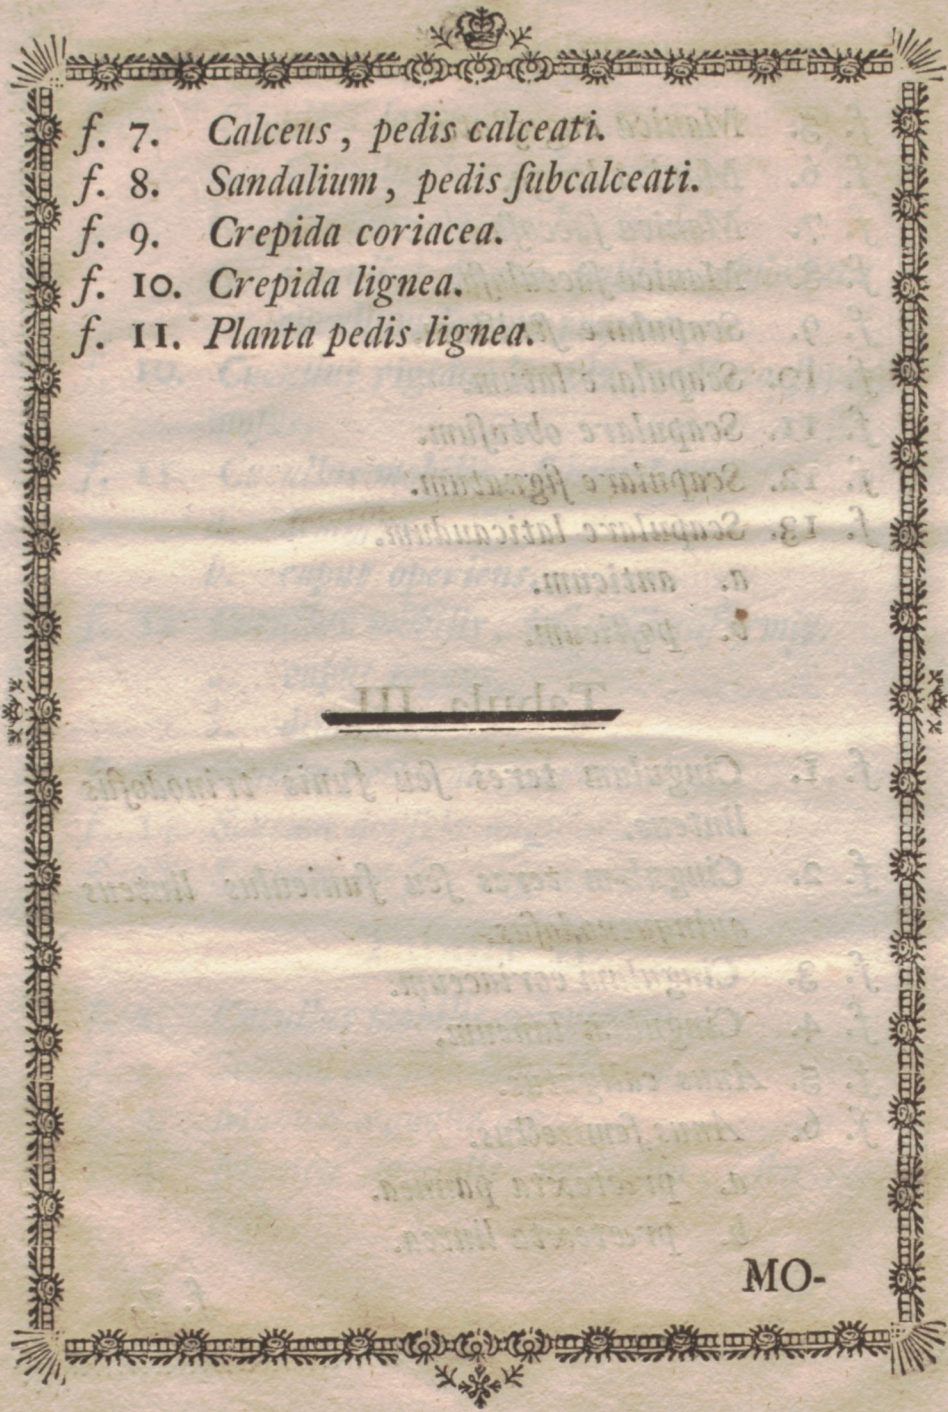 f. 7. Calceus, pedis calceati.
f. 8. Sandalium, pedis ſubcalceati.
f. 9. Crepida coriacea.
f. 10. Crepida lignea.
f. 11. Planta pedis lignea.
MO-